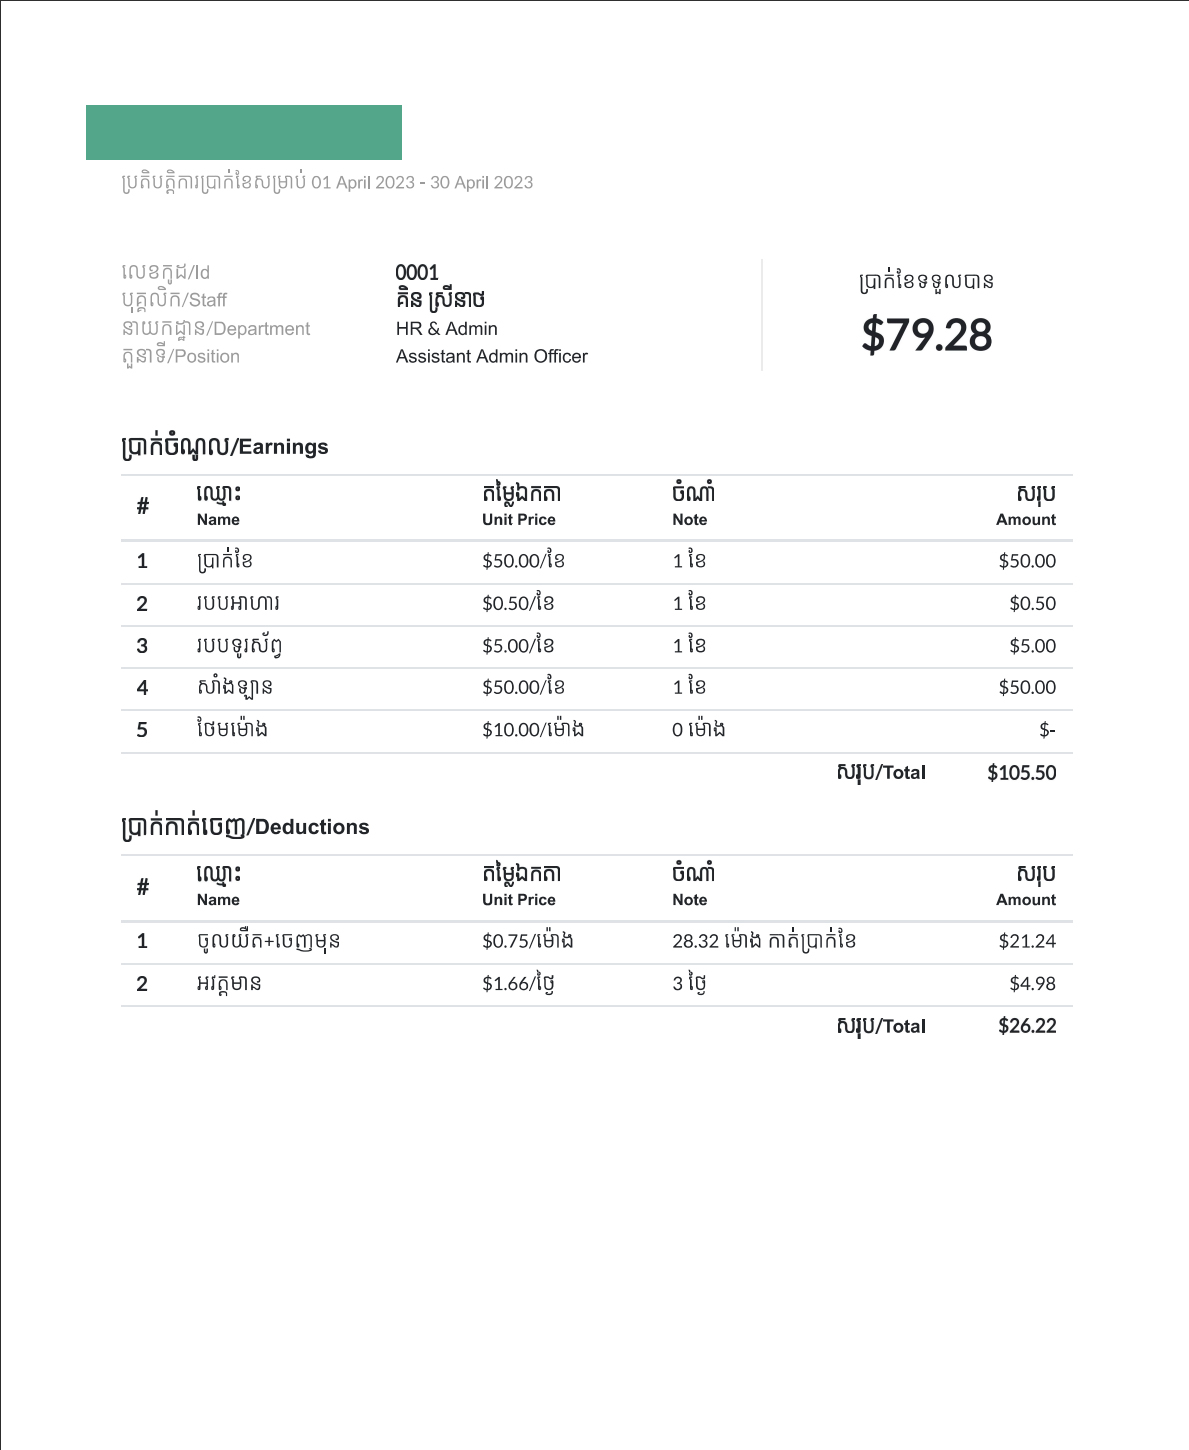 ប្រតិបត្តិការប្រាក់ខែសម្រាប់ 01 April 2023 - 30 April 2023
លេខកូដ/Id 0001
បុគ្គលិក/Staff គិន ស្រីនាថ
នាយកដ្ឋាន/Department HR & Admin
តួនាទី/Position Assistant Admin Officer
ប្រាក់ខែទទួលបាន
$79.28
ប្រាក់ចំណូល/Earnings
# ឈ្មោះ តម្លៃឯកតា ចំណាំ សរុប
Name Unit Price Note Amount
1 ប្រាក់ខែ $50.00/ខែ 1 ខែ $50.00
2 របបអាហារ $0.50/ខែ 1 ខែ $0.50
3 របបទូរស័ព្ទ $5.00/ខែ 1 ខែ $5.00
4 សាំងឡាន $50.00/ខែ 1 ខែ $50.00
5 ថែមម៉ោង $10.00/ម៉ោង 0 ម៉ោង $-
សរុប/Total $105.50
ប្រាក់កាត់ចេញ/Deductions
# ឈ្មោះ តម្លៃឯកតា ចំណាំ សរុប
Name Unit Price Note Amount
1 ចូលយឺត+ចេញមុន $0.75/ម៉ោង 28.32 ម៉ោង កាត់ប្រាក់ខែ $21.24
2 អវត្តមាន $1.66/ថ្ងៃ 3 ថ្ងៃ $4.98
សរុប/Total $26.22